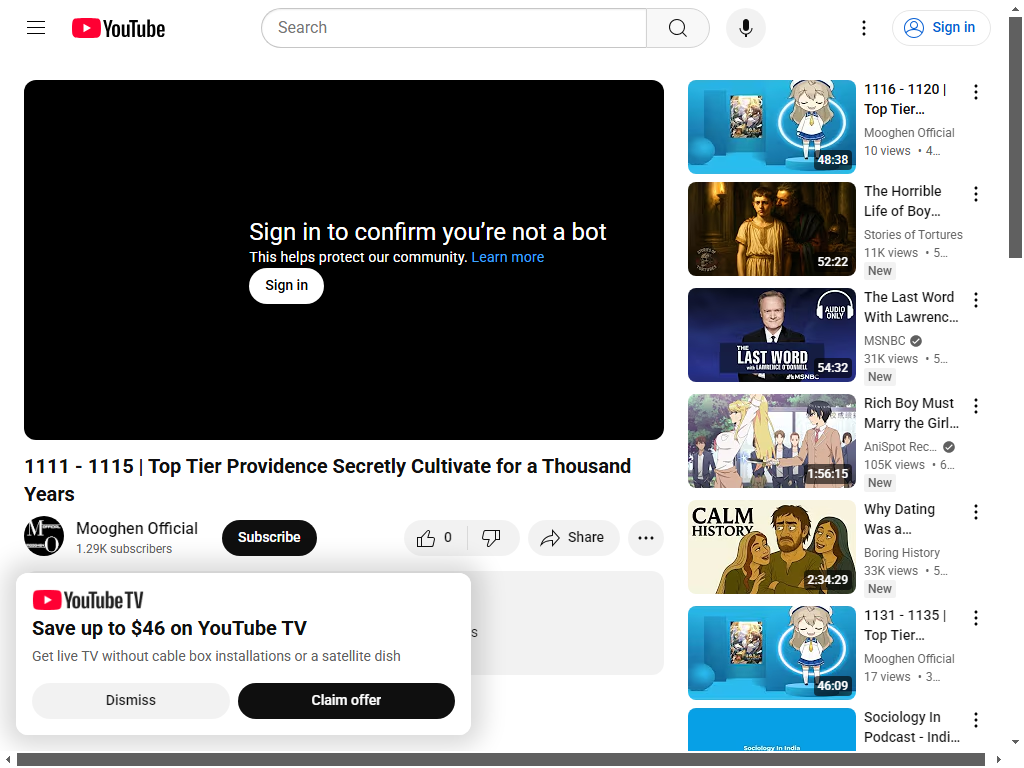 YouTube
Search
Sign in
Sign in to confirm you’re not a bot
This helps protect our community. Learn more
Sign in
1111 - 1115 | Top Tier Providence Secretly Cultivate for a Thousand
Years
Mooghen Official
1.29K subscribers
Subscribe
0
Share
s
YouTube TV
Save up to $46 on YouTube TV
Get live TV without cable box installations or a satellite dish
Dismiss
Claim offer
48:38
1116 - 1120 |
Top Tier…
Mooghen Official
10 views • 4…
52:22
The Horrible
Life of Boy…
Stories of Tortures
11K views • 5…
New
AUDIO
ONLY
THE
LAST WORD
WITH LAWRENCE O'DONNELL
MSNBC
54:32
The Last Word
With Lawrenc…
MSNBC
31K views • 5…
New
1:56:15
Rich Boy Must
Marry the Girl…
AniSpot Rec…
105K views • 6…
New
CALM
HISTORY
2:34:29
Why Dating
Was a…
Boring History
33K views • 5…
New
46:09
1131 - 1135 |
Top Tier…
Mooghen Official
17 views • 3…
Sociology In India
Sociology In
Podcast - Indi…